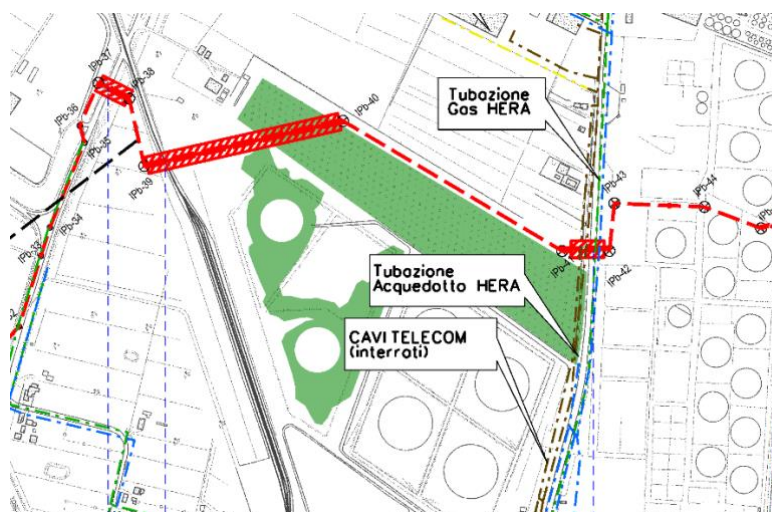 IPb-37
IPb-38
IPb-36
IPb-35
IPb-39
IPb-34
IPb-33
IPb-40
Tubazione
Gas HERA
IPb-43
IPb-44
IPb-42
Tubazione
Acquedotto HERA
CAVI TELECOM
(interrati)